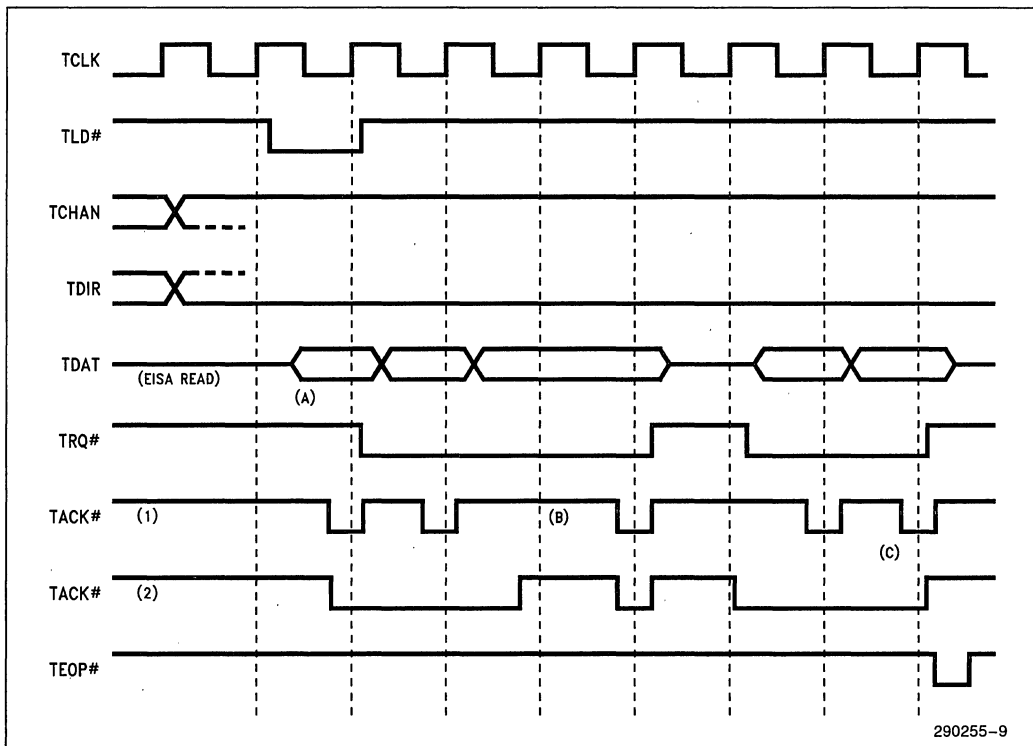 TCLK
TLD#
TCHAN
TDIR
TDAT
(EISA READ)
(A)
TRQ#
TACK# (1) (B) (C)
TACK# (2)
TEOP#
290255-9